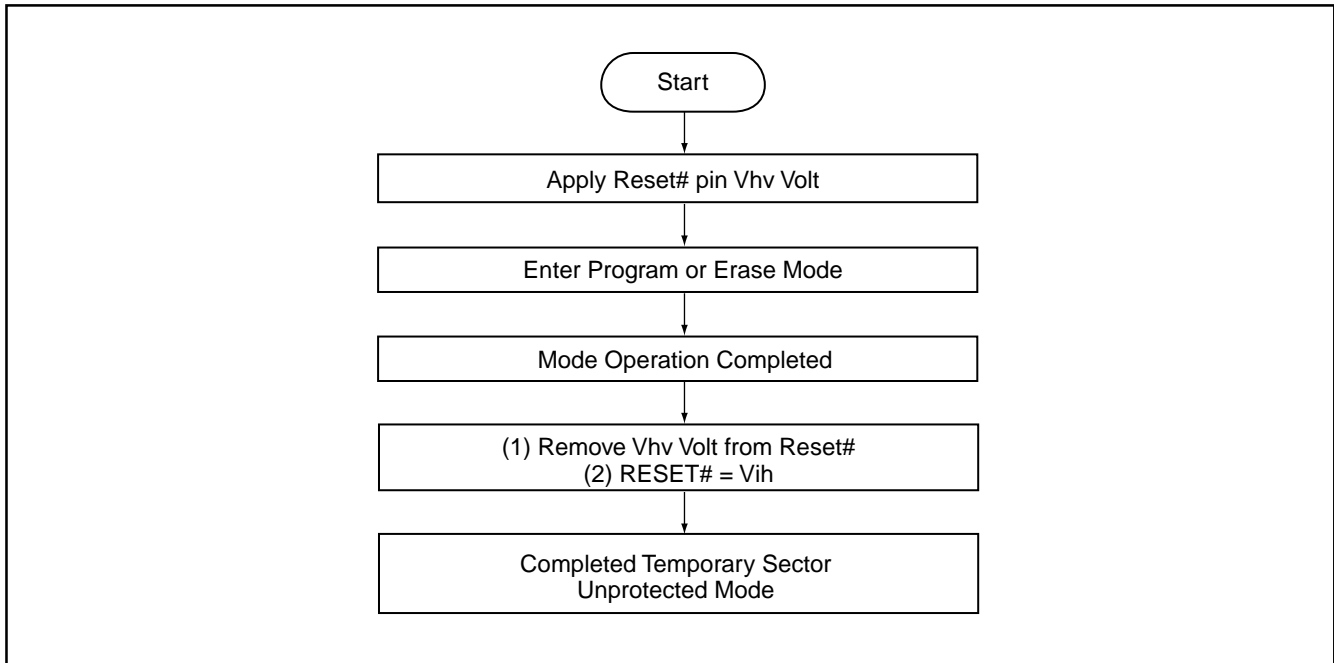 Start
Apply Reset# pin Vhv Volt
Enter Program or Erase Mode
Mode Operation Completed
(1) Remove Vhv Volt from Reset#
(2) RESET# = Vih
Completed Temporary Sector
Unprotected Mode